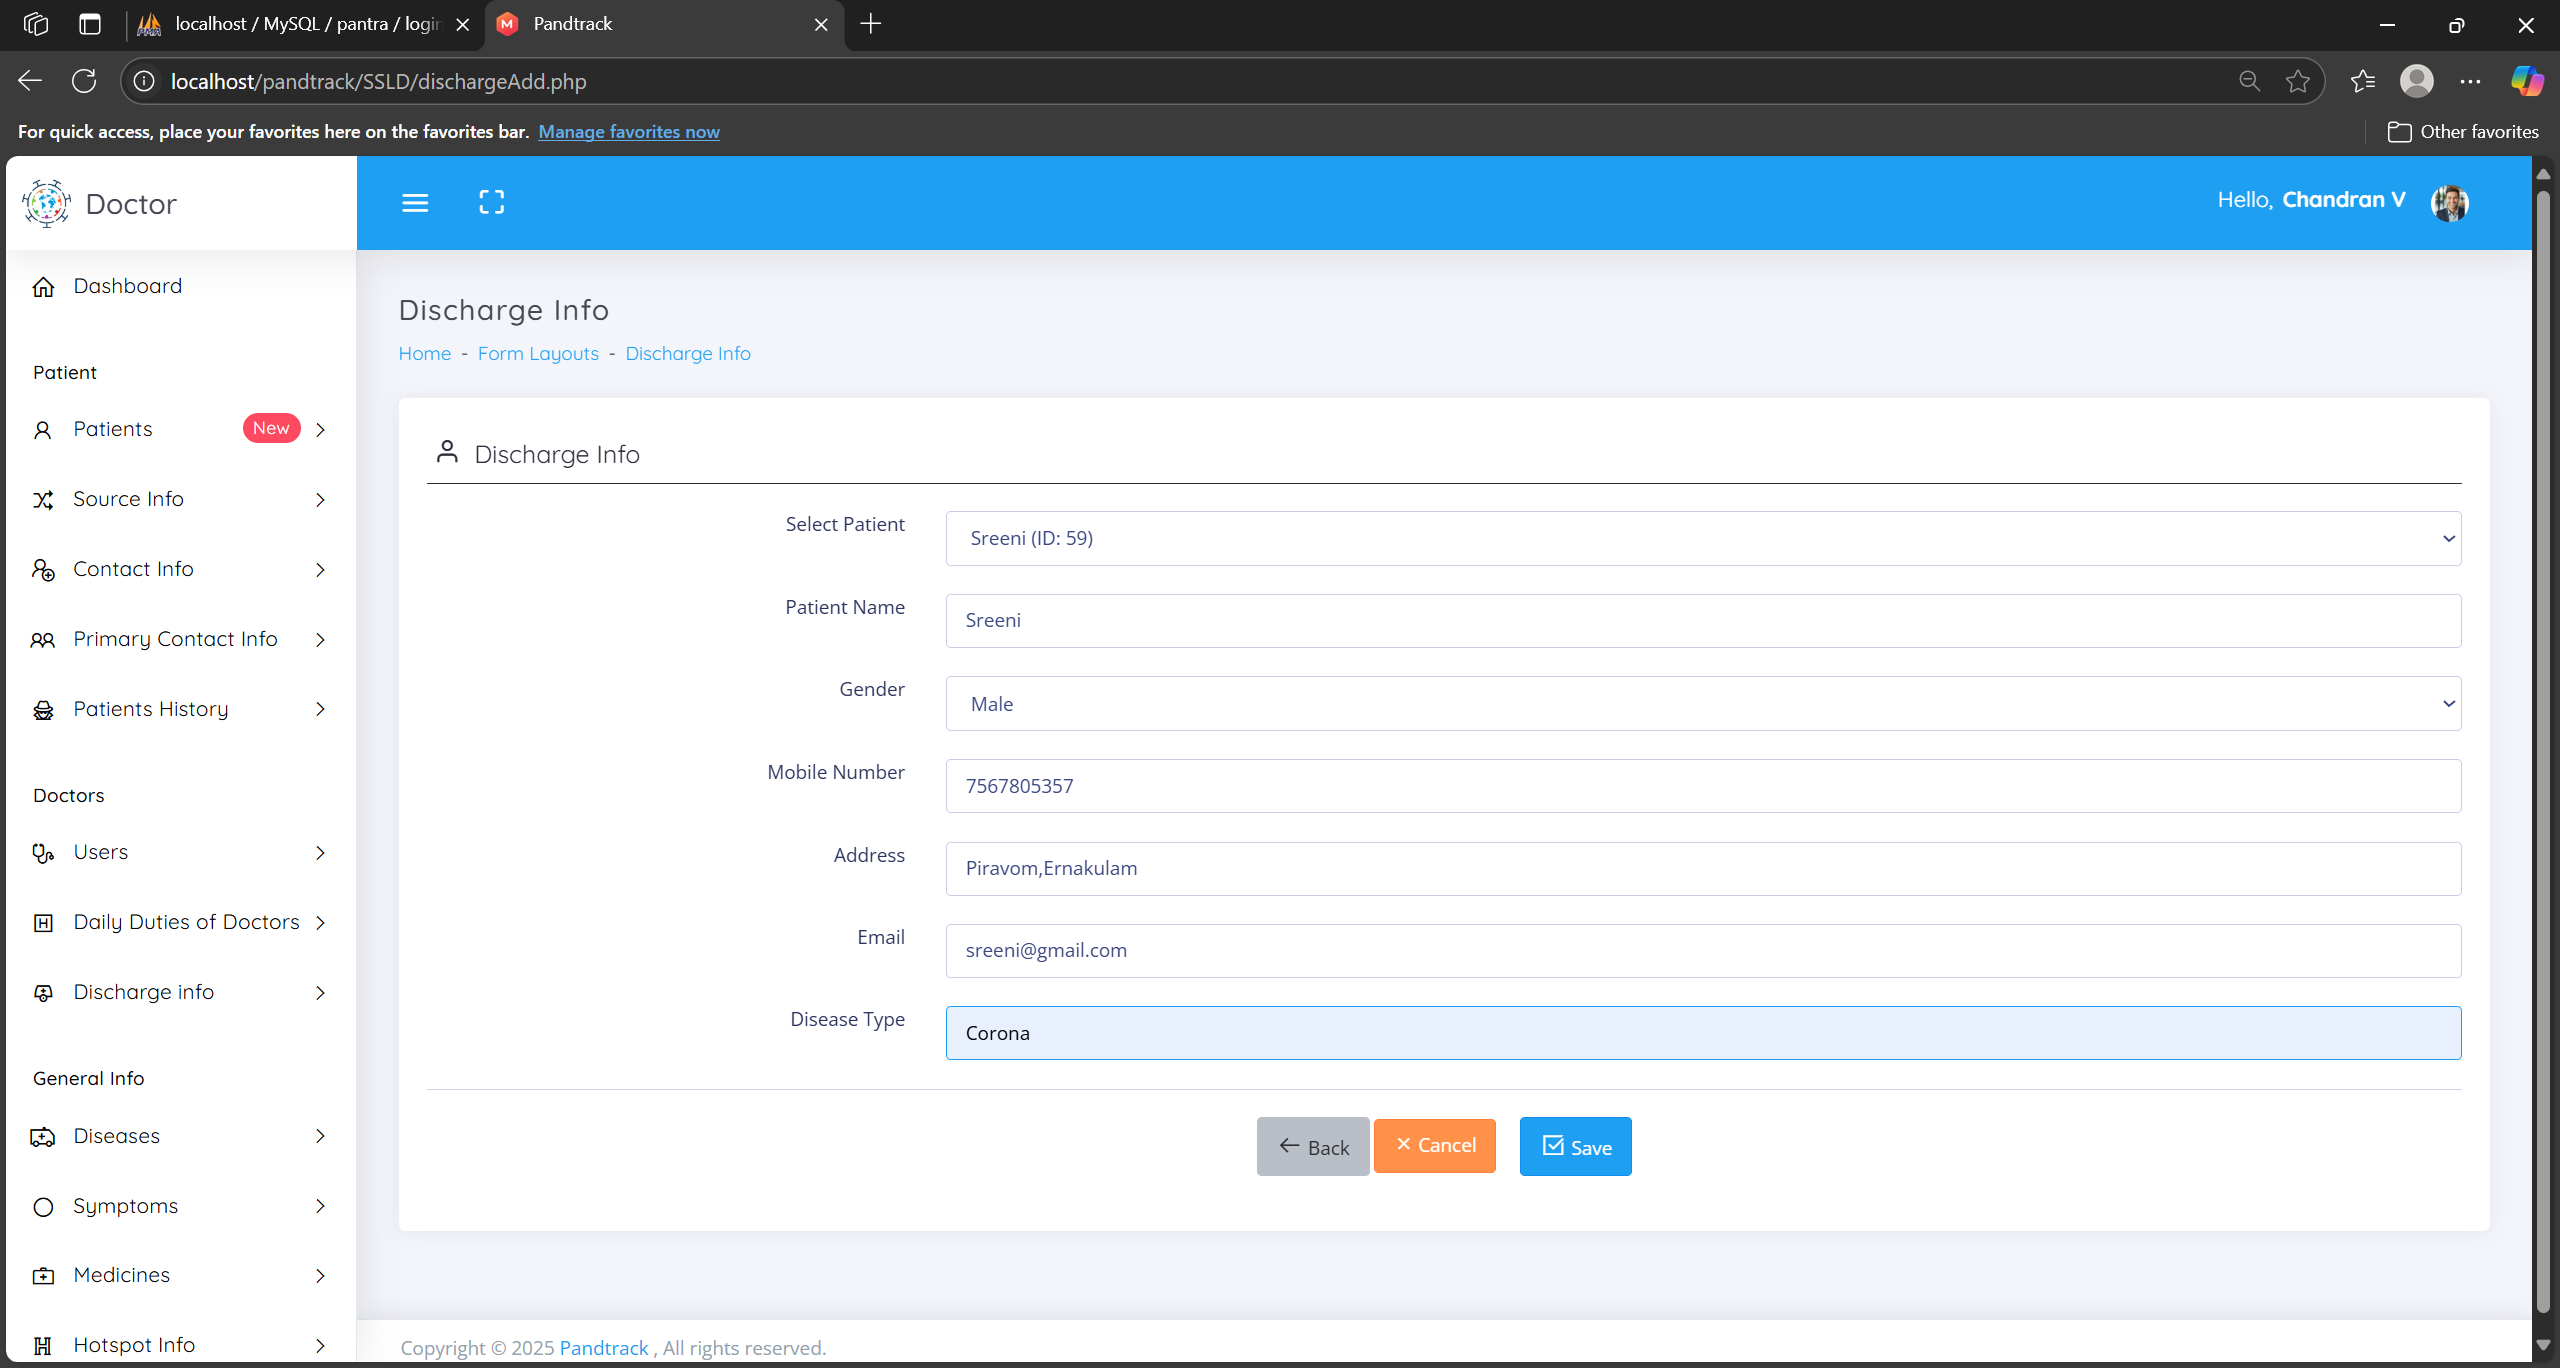 localhost / MySQL / pantra / login
Pandtrack
localhost/pandtrack/SSLD/dischargeAdd.php
For quick access, place your favorites here on the favorites bar. Manage favorites now
Other favorites
Doctor
Hello, Chandran V
Dashboard
Patient
Patients New
Source Info
Contact Info
Primary Contact Info
Patients History
Doctors
Users
Daily Duties of Doctors
Discharge info
General Info
Diseases
Symptoms
Medicines
Hotspot Info
Discharge Info
Home - Form Layouts - Discharge Info
Discharge Info
Select Patient Sreeni (ID: 59)
Patient Name Sreeni
Gender Male
Mobile Number 7567805357
Address Piravom,Ernakulam
Email sreeni@gmail.com
Disease Type Corona
Back Cancel Save
Copyright © 2025 Pandtrack , All rights reserved.